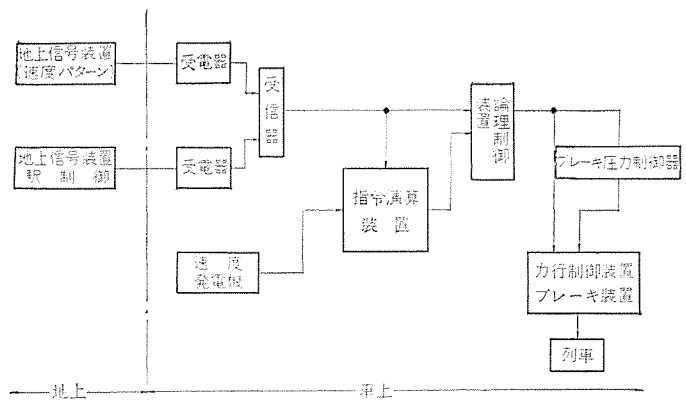 地上信号装置
(速度パターン)
受電器
受信器
地上信号装置
駅制御
受電器
速度
発電機
指令演算
装置
論理制御
装置
ブレーキ圧力制御器
力行制御装置
ブレーキ装置
列車
地上
車上